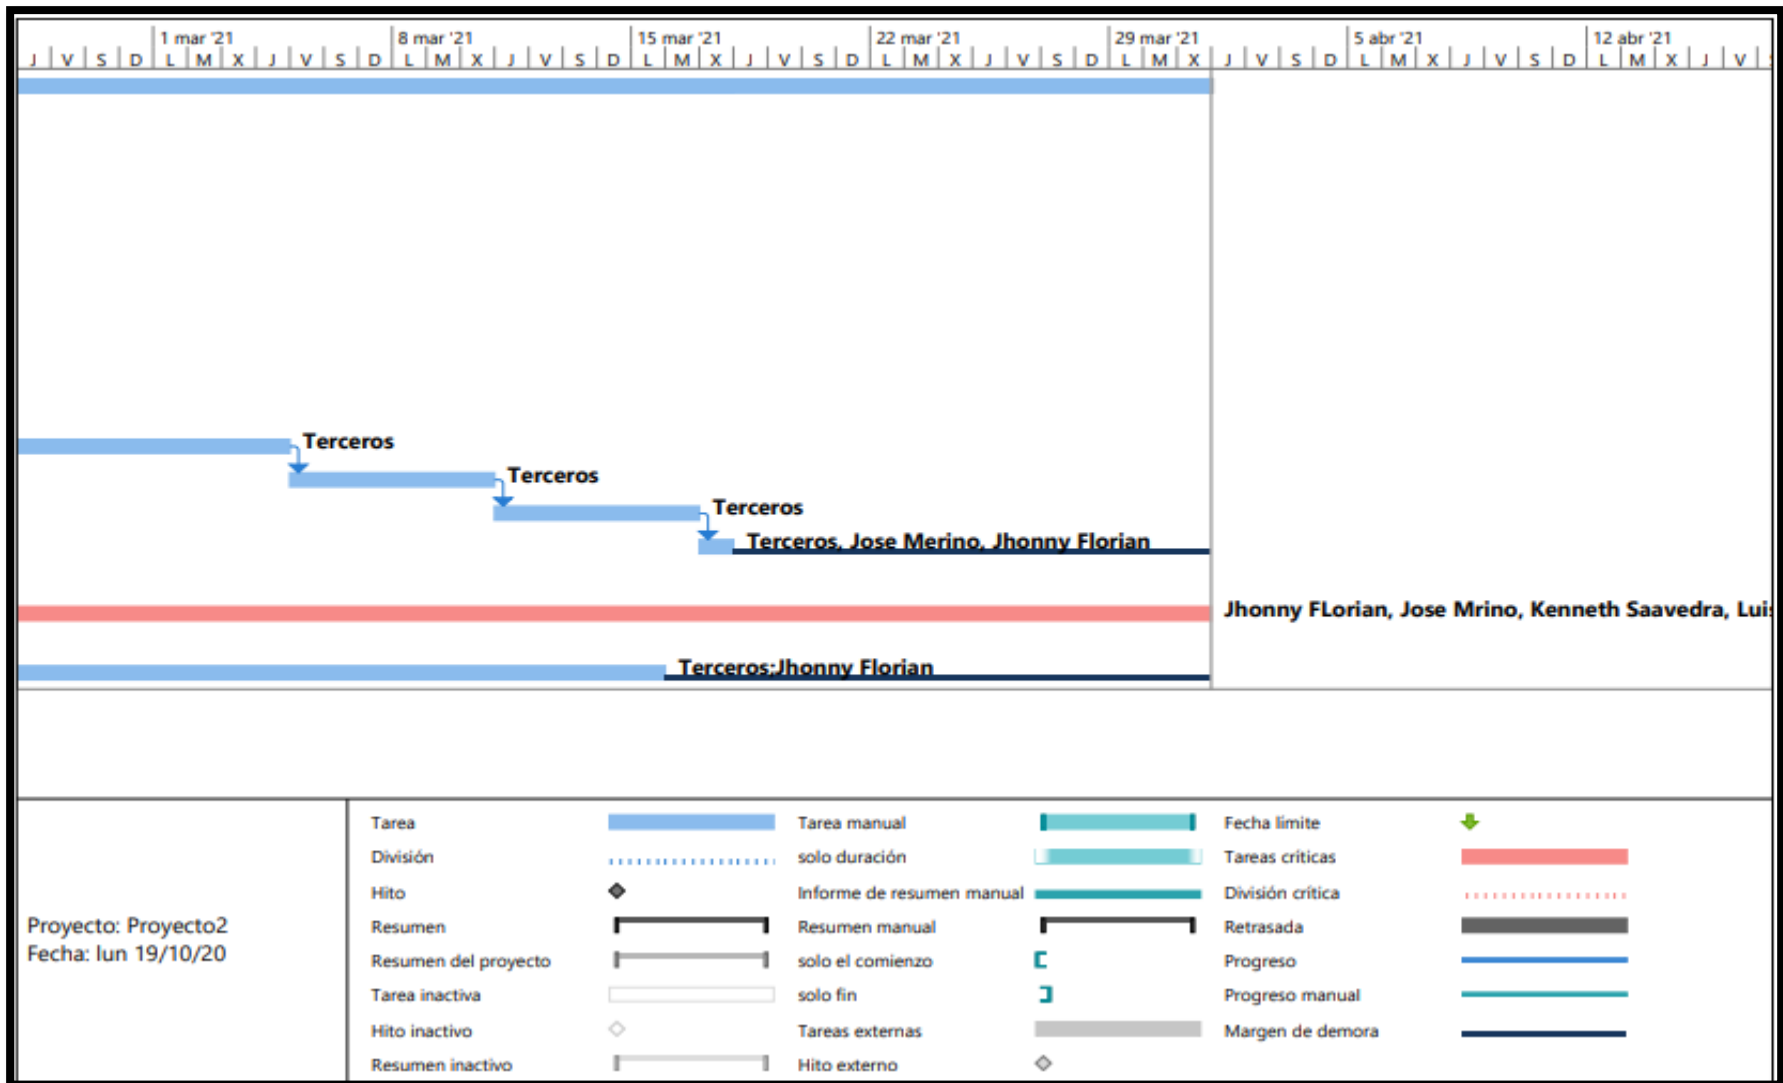 1 mar '21 8 mar '21 15 mar '21 22 mar '21 29 mar '21 5 abr '21 12 abr '21
J V S D L M X J V S D L M X J V S D L M X J V S D L M X J V S D L M X J V S D L M X J V S D L M X J V S
Terceros
Terceros
Terceros
Terceros, Jose Merino, Jhonny Florian
Jhonny FLorian, Jose Mrino, Kenneth Saavedra, Luis
Terceros;Jhonny Florian
Proyecto: Proyecto2
Fecha: lun 19/10/20
Tarea
División
Hito
Resumen
Resumen del proyecto
Tarea inactiva
Hito inactivo
Resumen inactivo
Tarea manual
solo duración
Informe de resumen manual
Resumen manual
solo el comienzo
solo fin
Tareas externas
Hito externo
Fecha límite
Tareas críticas
División crítica
Retrasada
Progreso
Progreso manual
Margen de demora